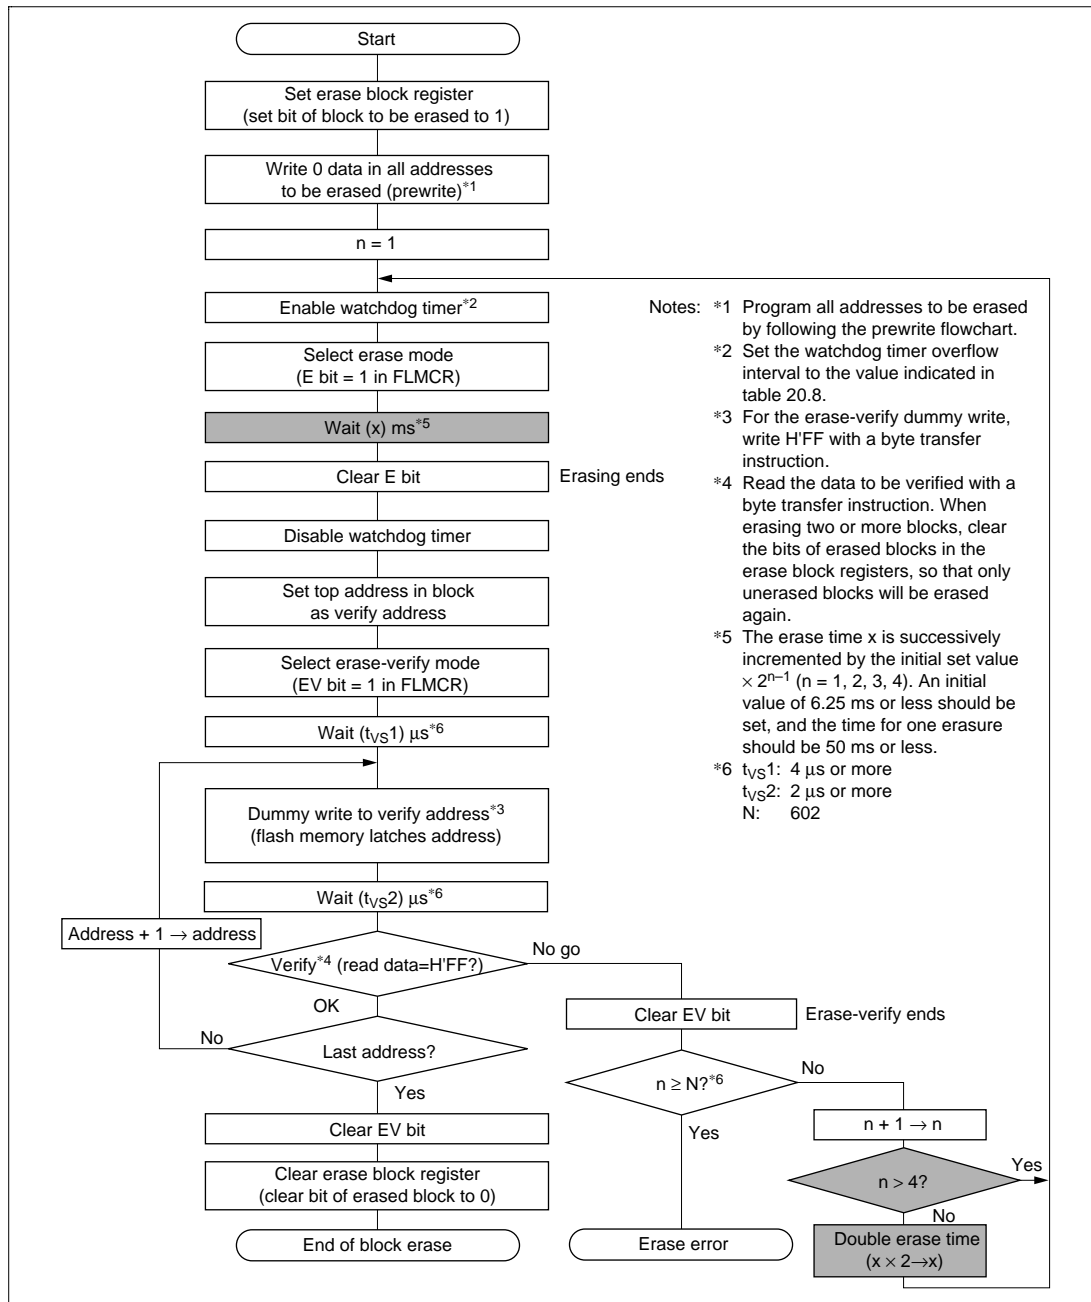 Start
Set erase block register
(set bit of block to be erased to 1)
Write 0 data in all addresses
to be erased (prewrite)*1
n = 1
Enable watchdog timer*2
Select erase mode
(E bit = 1 in FLMCR)
Wait (x) ms*5
Clear E bit
Erasing ends
Disable watchdog timer
Set top address in block
as verify address
Select erase-verify mode
(EV bit = 1 in FLMCR)
Wait (tVS1) µs*6
Dummy write to verify address*3
(flash memory latches address)
Wait (tVS2) µs*6
Address + 1 → address
Verify*4 (read data=H'FF?)
No go
OK
Last address?
No
Yes
Clear EV bit
Clear erase block register
(clear bit of erased block to 0)
End of block erase
Clear EV bit
Erase-verify ends
n ≥ N?*6
No
Yes
Erase error
n + 1 → n
n > 4?
Yes
No
Double erase time
(x × 2→x)
Notes: *1 Program all addresses to be erased
by following the prewrite flowchart.
*2 Set the watchdog timer overflow
interval to the value indicated in
table 20.8.
*3 For the erase-verify dummy write,
write H'FF with a byte transfer
instruction.
*4 Read the data to be verified with a
byte transfer instruction. When
erasing two or more blocks, clear
the bits of erased blocks in the
erase block registers, so that only
unerased blocks will be erased
again.
*5 The erase time x is successively
incremented by the initial set value
× 2n–1 (n = 1, 2, 3, 4). An initial
value of 6.25 ms or less should be
set, and the time for one erasure
should be 50 ms or less.
*6 tVS1: 4 µs or more
tVS2: 2 µs or more
N: 602